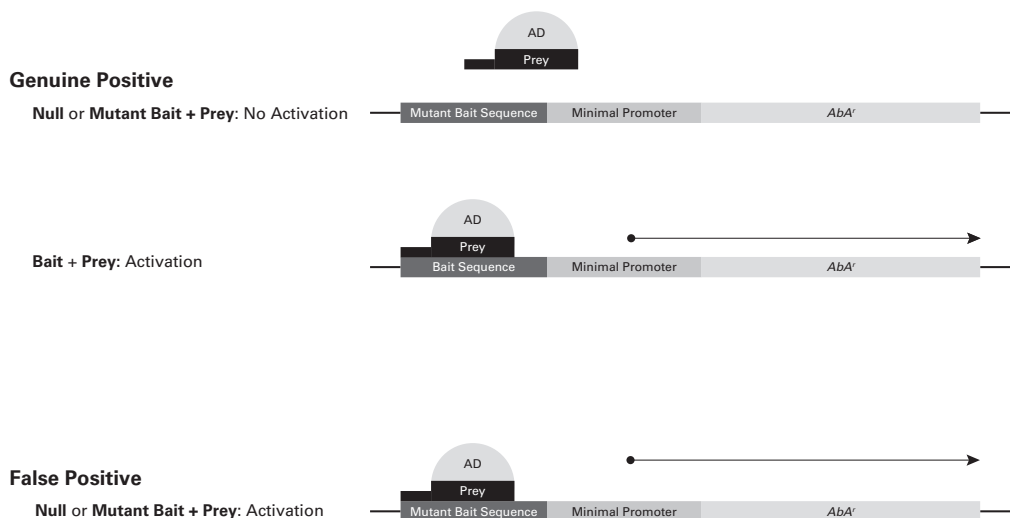 AD
Prey
Genuine Positive
Null or Mutant Bait + Prey: No Activation
Mutant Bait Sequence Minimal Promoter AbAʳ
AD
Prey
Bait + Prey: Activation
Bait Sequence Minimal Promoter AbAʳ
AD
False Positive
Prey
Null or Mutant Bait + Prey: Activation
Mutant Bait Sequence Minimal Promoter AbAʳ